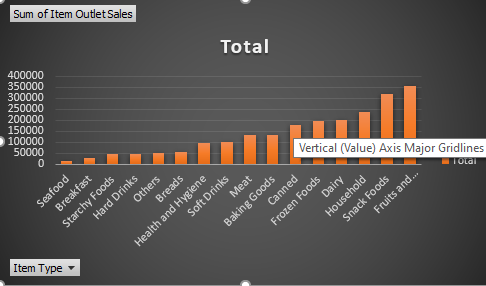 Sum of Item Outlet Sales
Total
400000
350000
300000
250000
200000
150000
100000
50000
0
Vertical (Value) Axis Major Gridlines
Total
Seafood
Breakfast
Starchy Foods
Hard Drinks
Others
Breads
Health and Hygiene
Soft Drinks
Meat
Baking Goods
Canned
Frozen Foods
Dairy
Household
Snack Foods
Fruits and...
Item Type